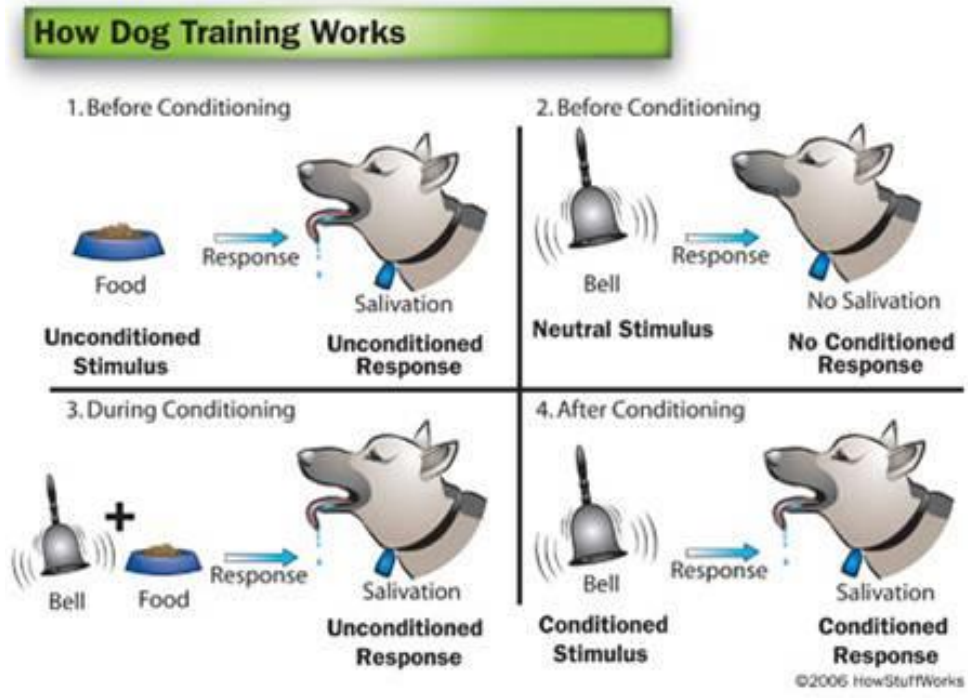 How Dog Training Works
1. Before Conditioning
Response
Food
Salivation
Unconditioned
Stimulus
Unconditioned
Response
2. Before Conditioning
Response
Bell
No Salivation
Neutral Stimulus
No Conditioned
Response
3. During Conditioning
+
Response
Bell
Food
Salivation
Unconditioned
Response
4. After Conditioning
Response
Bell
Salivation
Conditioned
Stimulus
Conditioned
Response
©2006 HowStuffWorks